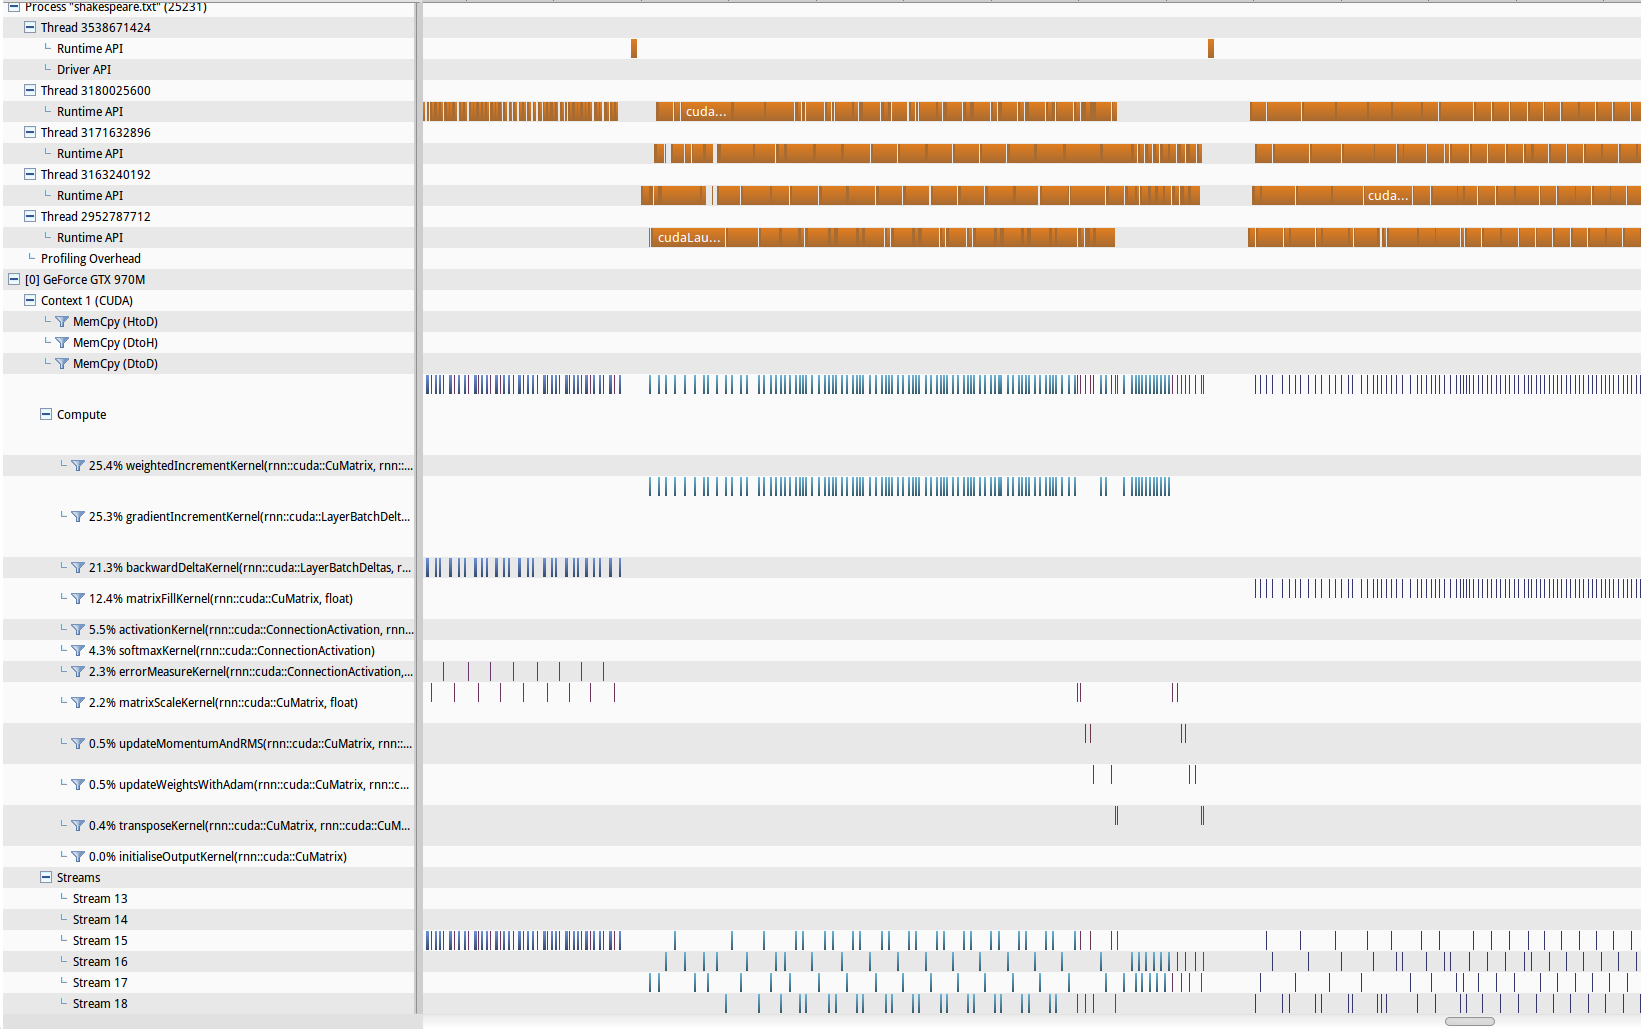 Process "shakespeare.txt" (25231)
Thread 3538671424
Runtime API
Driver API
Thread 3180025600
Runtime API
cuda...
Thread 3171632896
Runtime API
Thread 3163240192
Runtime API
cuda...
Thread 2952787712
Runtime API
cudaLau...
Profiling Overhead
[0] GeForce GTX 970M
Context 1 (CUDA)
MemCpy (HtoD)
MemCpy (DtoH)
MemCpy (DtoD)
Compute
25.4% weightedIncrementKernel(rnn::cuda::CuMatrix, rnn::...
25.3% gradientIncrementKernel(rnn::cuda::LayerBatchDelt...
21.3% backwardDeltaKernel(rnn::cuda::LayerBatchDeltas, r...
12.4% matrixFillKernel(rnn::cuda::CuMatrix, float)
5.5% activationKernel(rnn::cuda::ConnectionActivation, rnn...
4.3% softmaxKernel(rnn::cuda::ConnectionActivation)
2.3% errorMeasureKernel(rnn::cuda::ConnectionActivation,...
2.2% matrixScaleKernel(rnn::cuda::CuMatrix, float)
0.5% updateMomentumAndRMS(rnn::cuda::CuMatrix, rnn::...
0.5% updateWeightsWithAdam(rnn::cuda::CuMatrix, rnn::c...
0.4% transposeKernel(rnn::cuda::CuMatrix, rnn::cuda::CuM...
0.0% initialiseOutputKernel(rnn::cuda::CuMatrix)
Streams
Stream 13
Stream 14
Stream 15
Stream 16
Stream 17
Stream 18